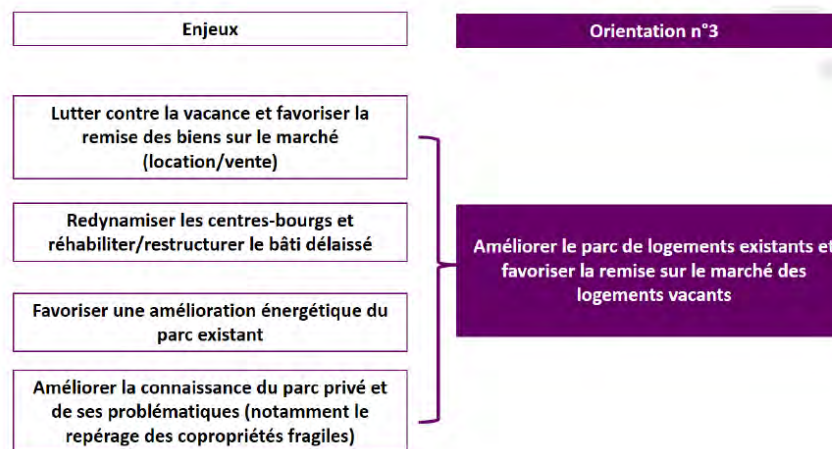 Enjeux
Orientation n°3
Lutter contre la vacance et favoriser la
remise des biens sur le marché
(location/vente)
Redynamiser les centres-bourgs et
réhabiliter/restructurer le bâti délaissé
Favoriser une amélioration énergétique du
parc existant
Améliorer la connaissance du parc privé et
de ses problématiques (notamment le
repérage des copropriétés fragiles)
Améliorer le parc de logements existants et
favoriser la remise sur le marché des
logements vacants